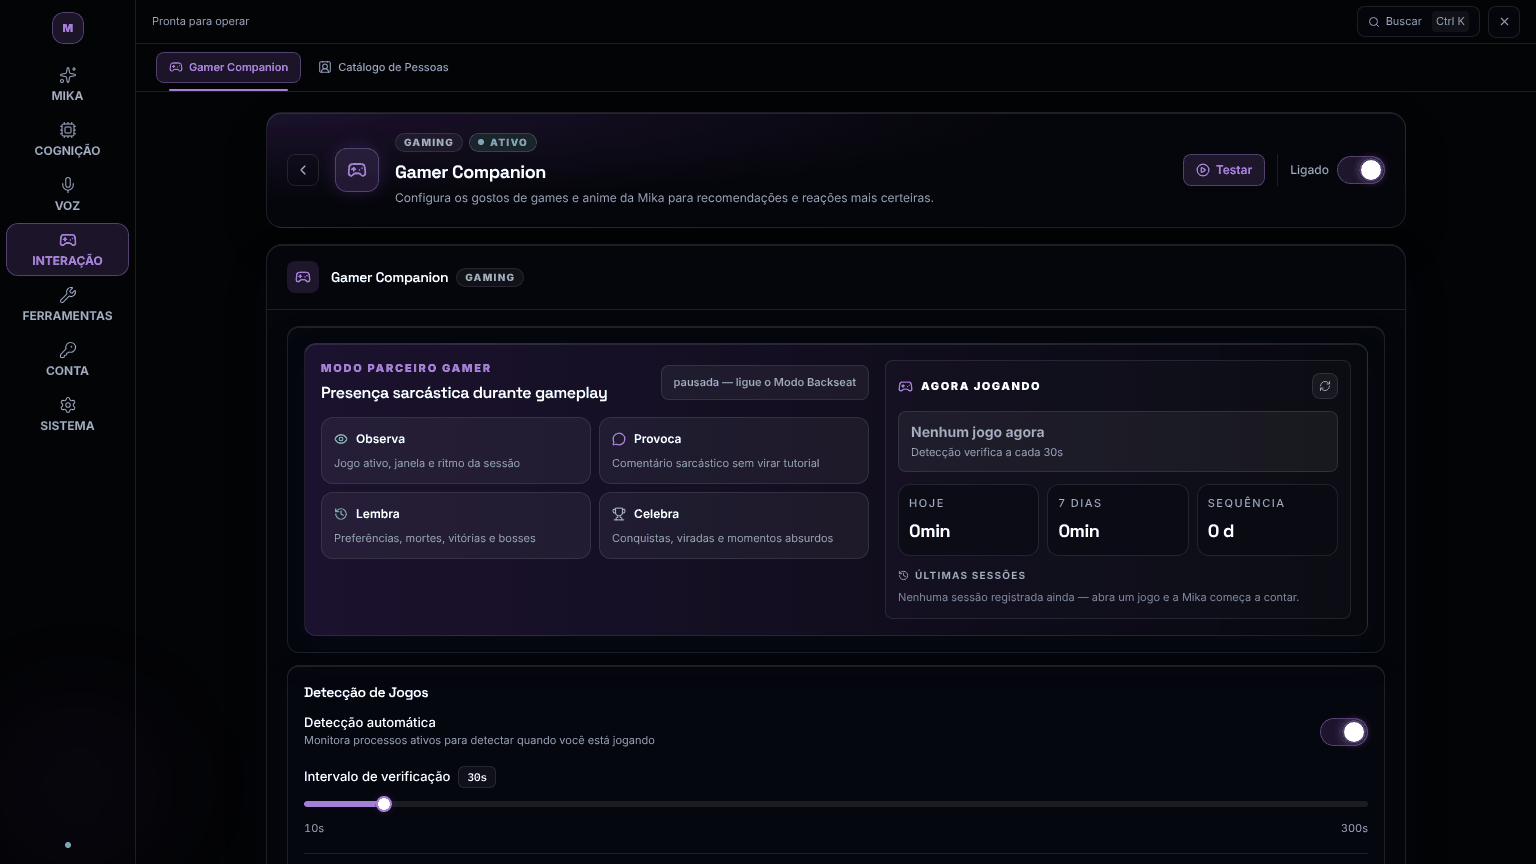 M
MIKA
COGNIÇÃO
VOZ
INTERAÇÃO
FERRAMENTAS
CONTA
SISTEMA
Pronta para operar
Buscar Ctrl K
Gamer Companion
Catálogo de Pessoas
GAMING
ATIVO
Gamer Companion
Configura os gostos de games e anime da Mika para recomendações e reações mais certeiras.
Testar
Ligado
Gamer Companion
GAMING
MODO PARCEIRO GAMER
Presença sarcástica durante gameplay
pausada — ligue o Modo Backseat
Observa
Jogo ativo, janela e ritmo da sessão
Provoca
Comentário sarcástico sem virar tutorial
Lembra
Preferências, mortes, vitórias e bosses
Celebra
Conquistas, viradas e momentos absurdos
AGORA JOGANDO
Nenhum jogo agora
Detecção verifica a cada 30s
HOJE
0min
7 DIAS
0min
SEQUÊNCIA
0 d
ÚLTIMAS SESSÕES
Nenhuma sessão registrada ainda — abra um jogo e a Mika começa a contar.
Detecção de Jogos
Detecção automática
Monitora processos ativos para detectar quando você está jogando
Intervalo de verificação 30s
10s
300s